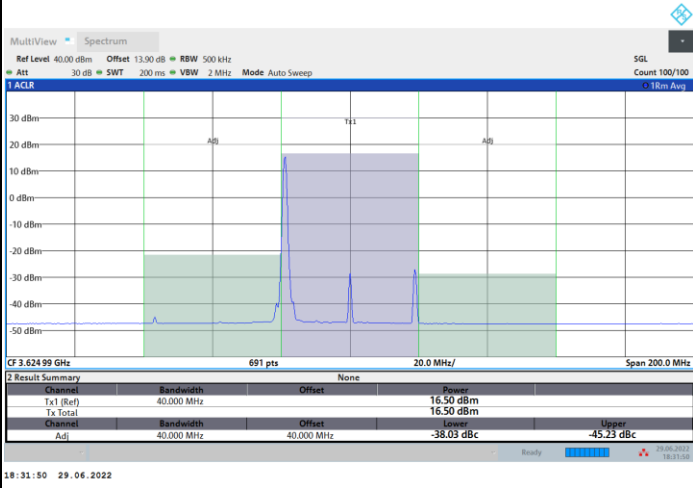 MultiView Spectrum
Ref Level 40.00 dBm Offset 13.90 dB RBW 500 kHz SGL
Att 30 dB SWT 200 ms VBW 2 MHz Mode Auto Sweep Count 100/100
1 ACLR 1Rm Avg
30 dBm
Tx1
20 dBm
Adj
Adj
10 dBm
0 dBm
-10 dBm
-20 dBm
-30 dBm
-40 dBm
-50 dBm
CF 3.624 99 GHz 691 pts 20.0 MHz/ Span 200.0 MHz
2 Result Summary None
Channel Bandwidth Offset Power
Tx1 (Ref) 40.000 MHz 16.50 dBm
Tx Total 16.50 dBm
Channel Bandwidth Offset Lower Upper
Adj 40.000 MHz 40.000 MHz -38.03 dBc -45.23 dBc
Ready 29.06.2022
18:31:50
18:31:50 29.06.2022